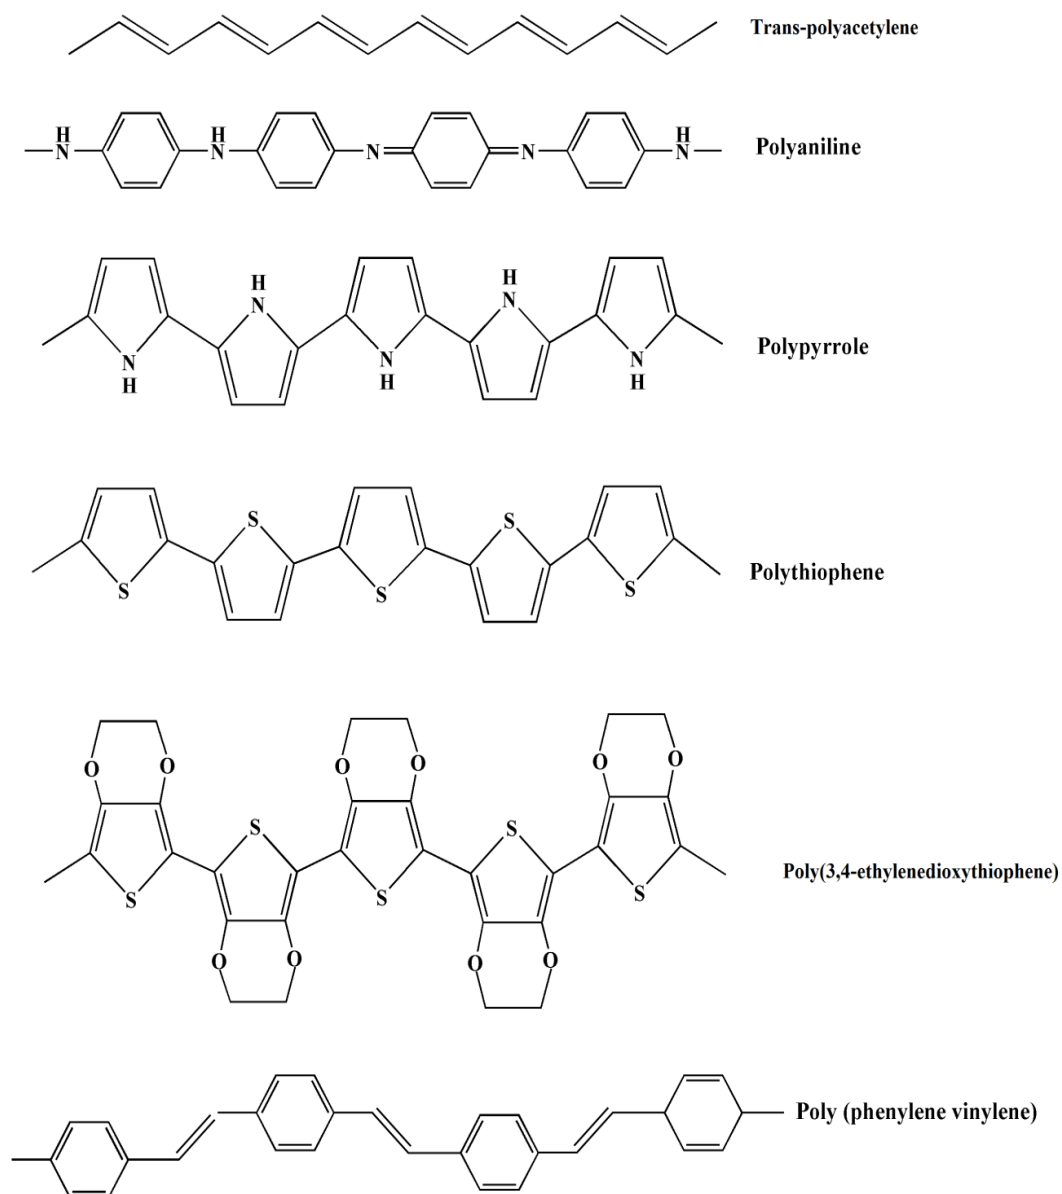 Trans-polyacetylene
H
N
H
N
N
N
H
N
Polyaniline
H
N
H
N
N
H
N
H
N
H
Polypyrrole
S
S
S
S
S
Polythiophene
O O
O O
O O
S
S
S
S
S
Poly(3,4-ethylenedioxythiophene)
O O
O O
Poly (phenylene vinylene)